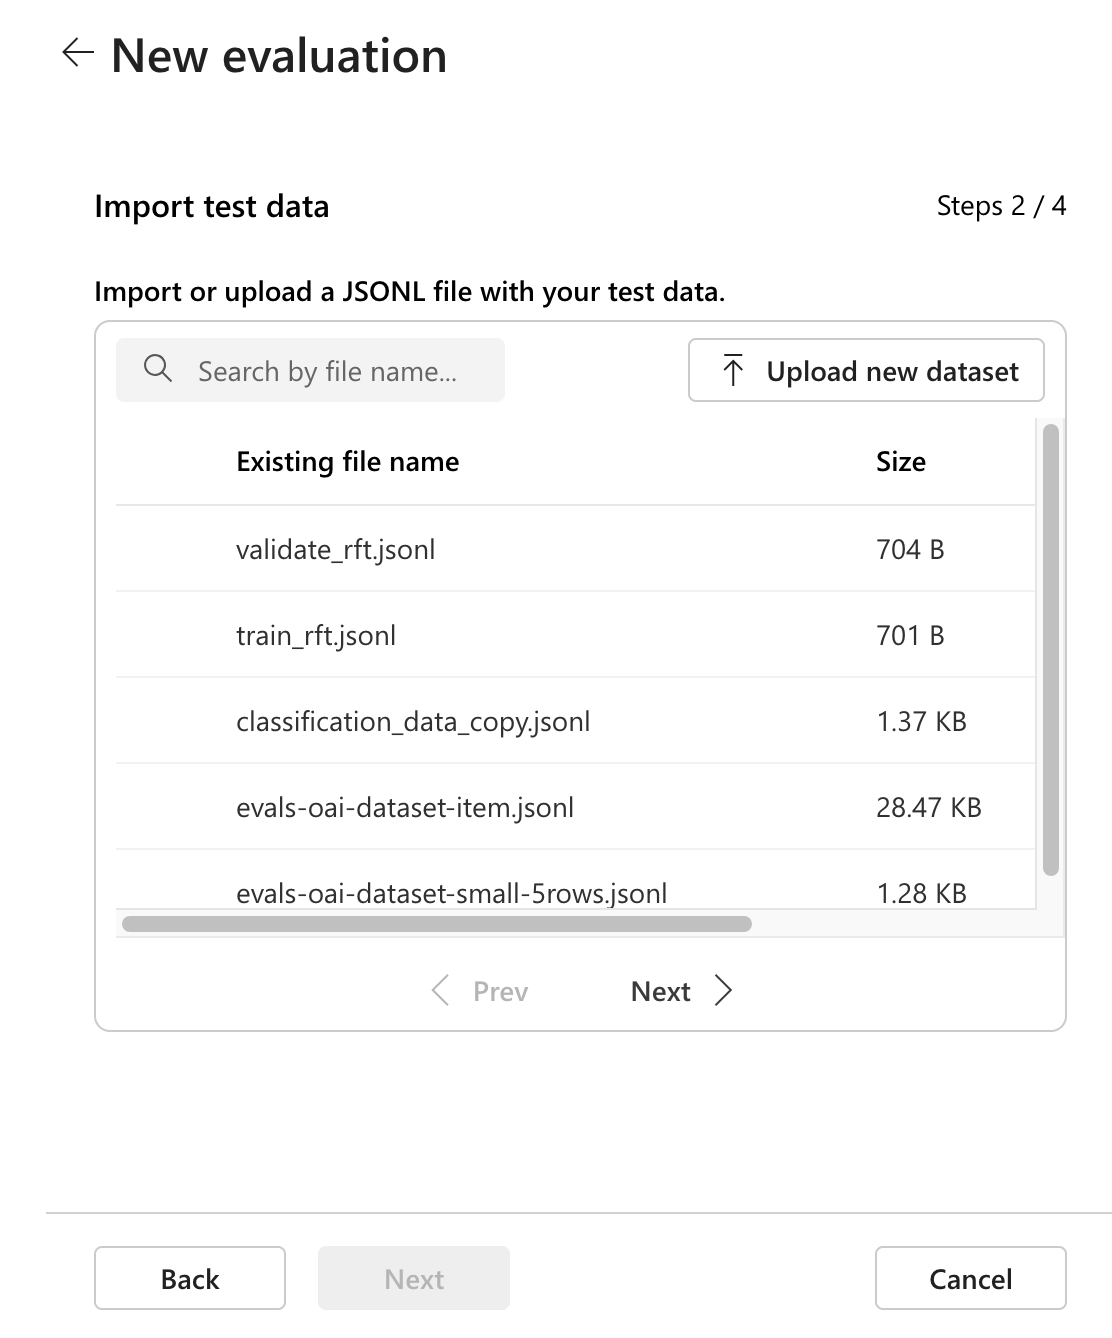 New evaluation
Import test data
Steps 2 / 4
Import or upload a JSONL file with your test data.
Search by file name...
Upload new dataset
Existing file name Size
validate_rft.jsonl 704 B
train_rft.jsonl 701 B
classification_data_copy.jsonl 1.37 KB
evals-oai-dataset-item.jsonl 28.47 KB
evals-oai-dataset-small-5rows.jsonl 1.28 KB
Prev Next
Back Next Cancel